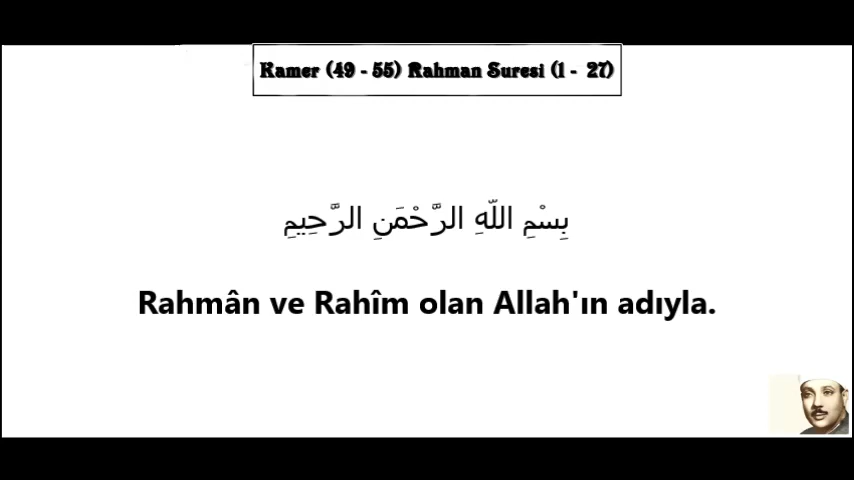 Kamer (49 - 55) Rahman Suresi (1 - 27)
بِسْمِ اللّهِ الرَّحْمَنِ الرَّحِيمِ
Rahmân ve Rahîm olan Allah'ın adıyla.